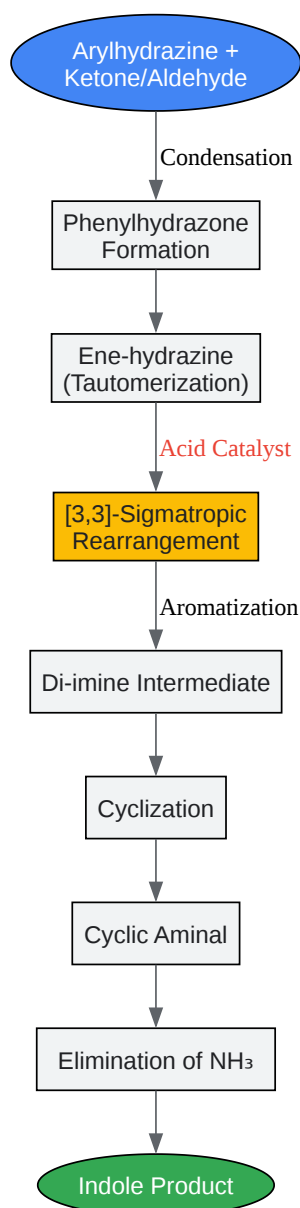 Arylhydrazine +
Ketone/Aldehyde
Condensation
Phenylhydrazone
Formation
Ene-hydrazine
(Tautomerization)
Acid Catalyst
[3,3]-Sigmatropic
Rearrangement
Aromatization
Di-imine Intermediate
Cyclization
Cyclic Aminal
Elimination of NH₃
Indole Product